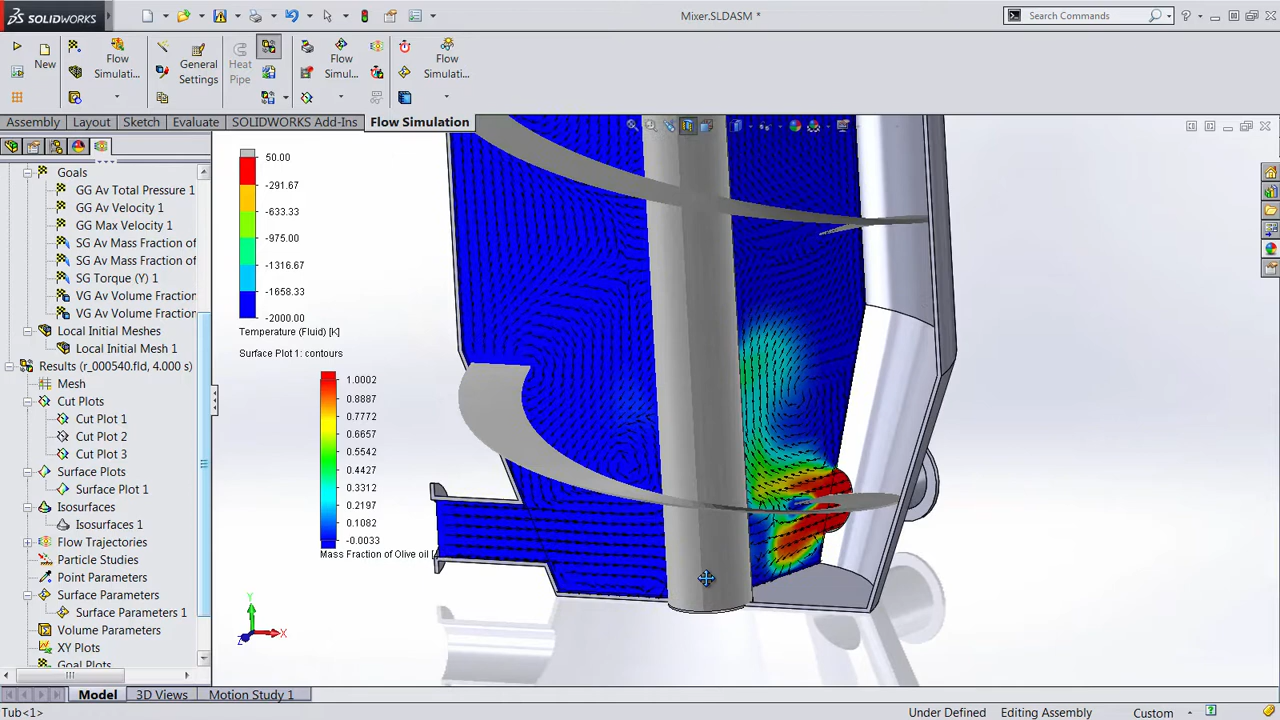 SOLIDWORKS
Mixer.SLDASM *
Search Commands
New
Flow
Simulati...
General
Settings
Heat
Pipe
Flow
Simul...
Flow
Simulati...
Assembly
Layout
Sketch
Evaluate
SOLIDWORKS Add-Ins
Flow Simulation
Goals
GG Av Total Pressure 1
GG Av Velocity 1
GG Max Velocity 1
SG Av Mass Fraction of
SG Av Mass Fraction of
SG Torque (Y) 1
VG Av Volume Fraction
VG Av Volume Fraction
Local Initial Meshes
Local Initial Mesh 1
Results (r_000540.fld, 4.000 s)
Mesh
Cut Plots
Cut Plot 1
Cut Plot 2
Cut Plot 3
Surface Plots
Surface Plot 1
Isosurfaces
Isosurfaces 1
Flow Trajectories
Particle Studies
Point Parameters
Surface Parameters
Surface Parameters 1
Volume Parameters
XY Plots
Goal Plots
50.00
-291.67
-633.33
-975.00
-1316.67
-1658.33
-2000.00
Temperature (Fluid) [K]
Surface Plot 1: contours
1.0002
0.8887
0.7772
0.6657
0.5542
0.4427
0.3312
0.2197
0.1082
-0.0033
Mass Fraction of Olive oil [
Y
X
Z
Model
3D Views
Motion Study 1
Tub<1>
Under Defined
Editing Assembly
Custom